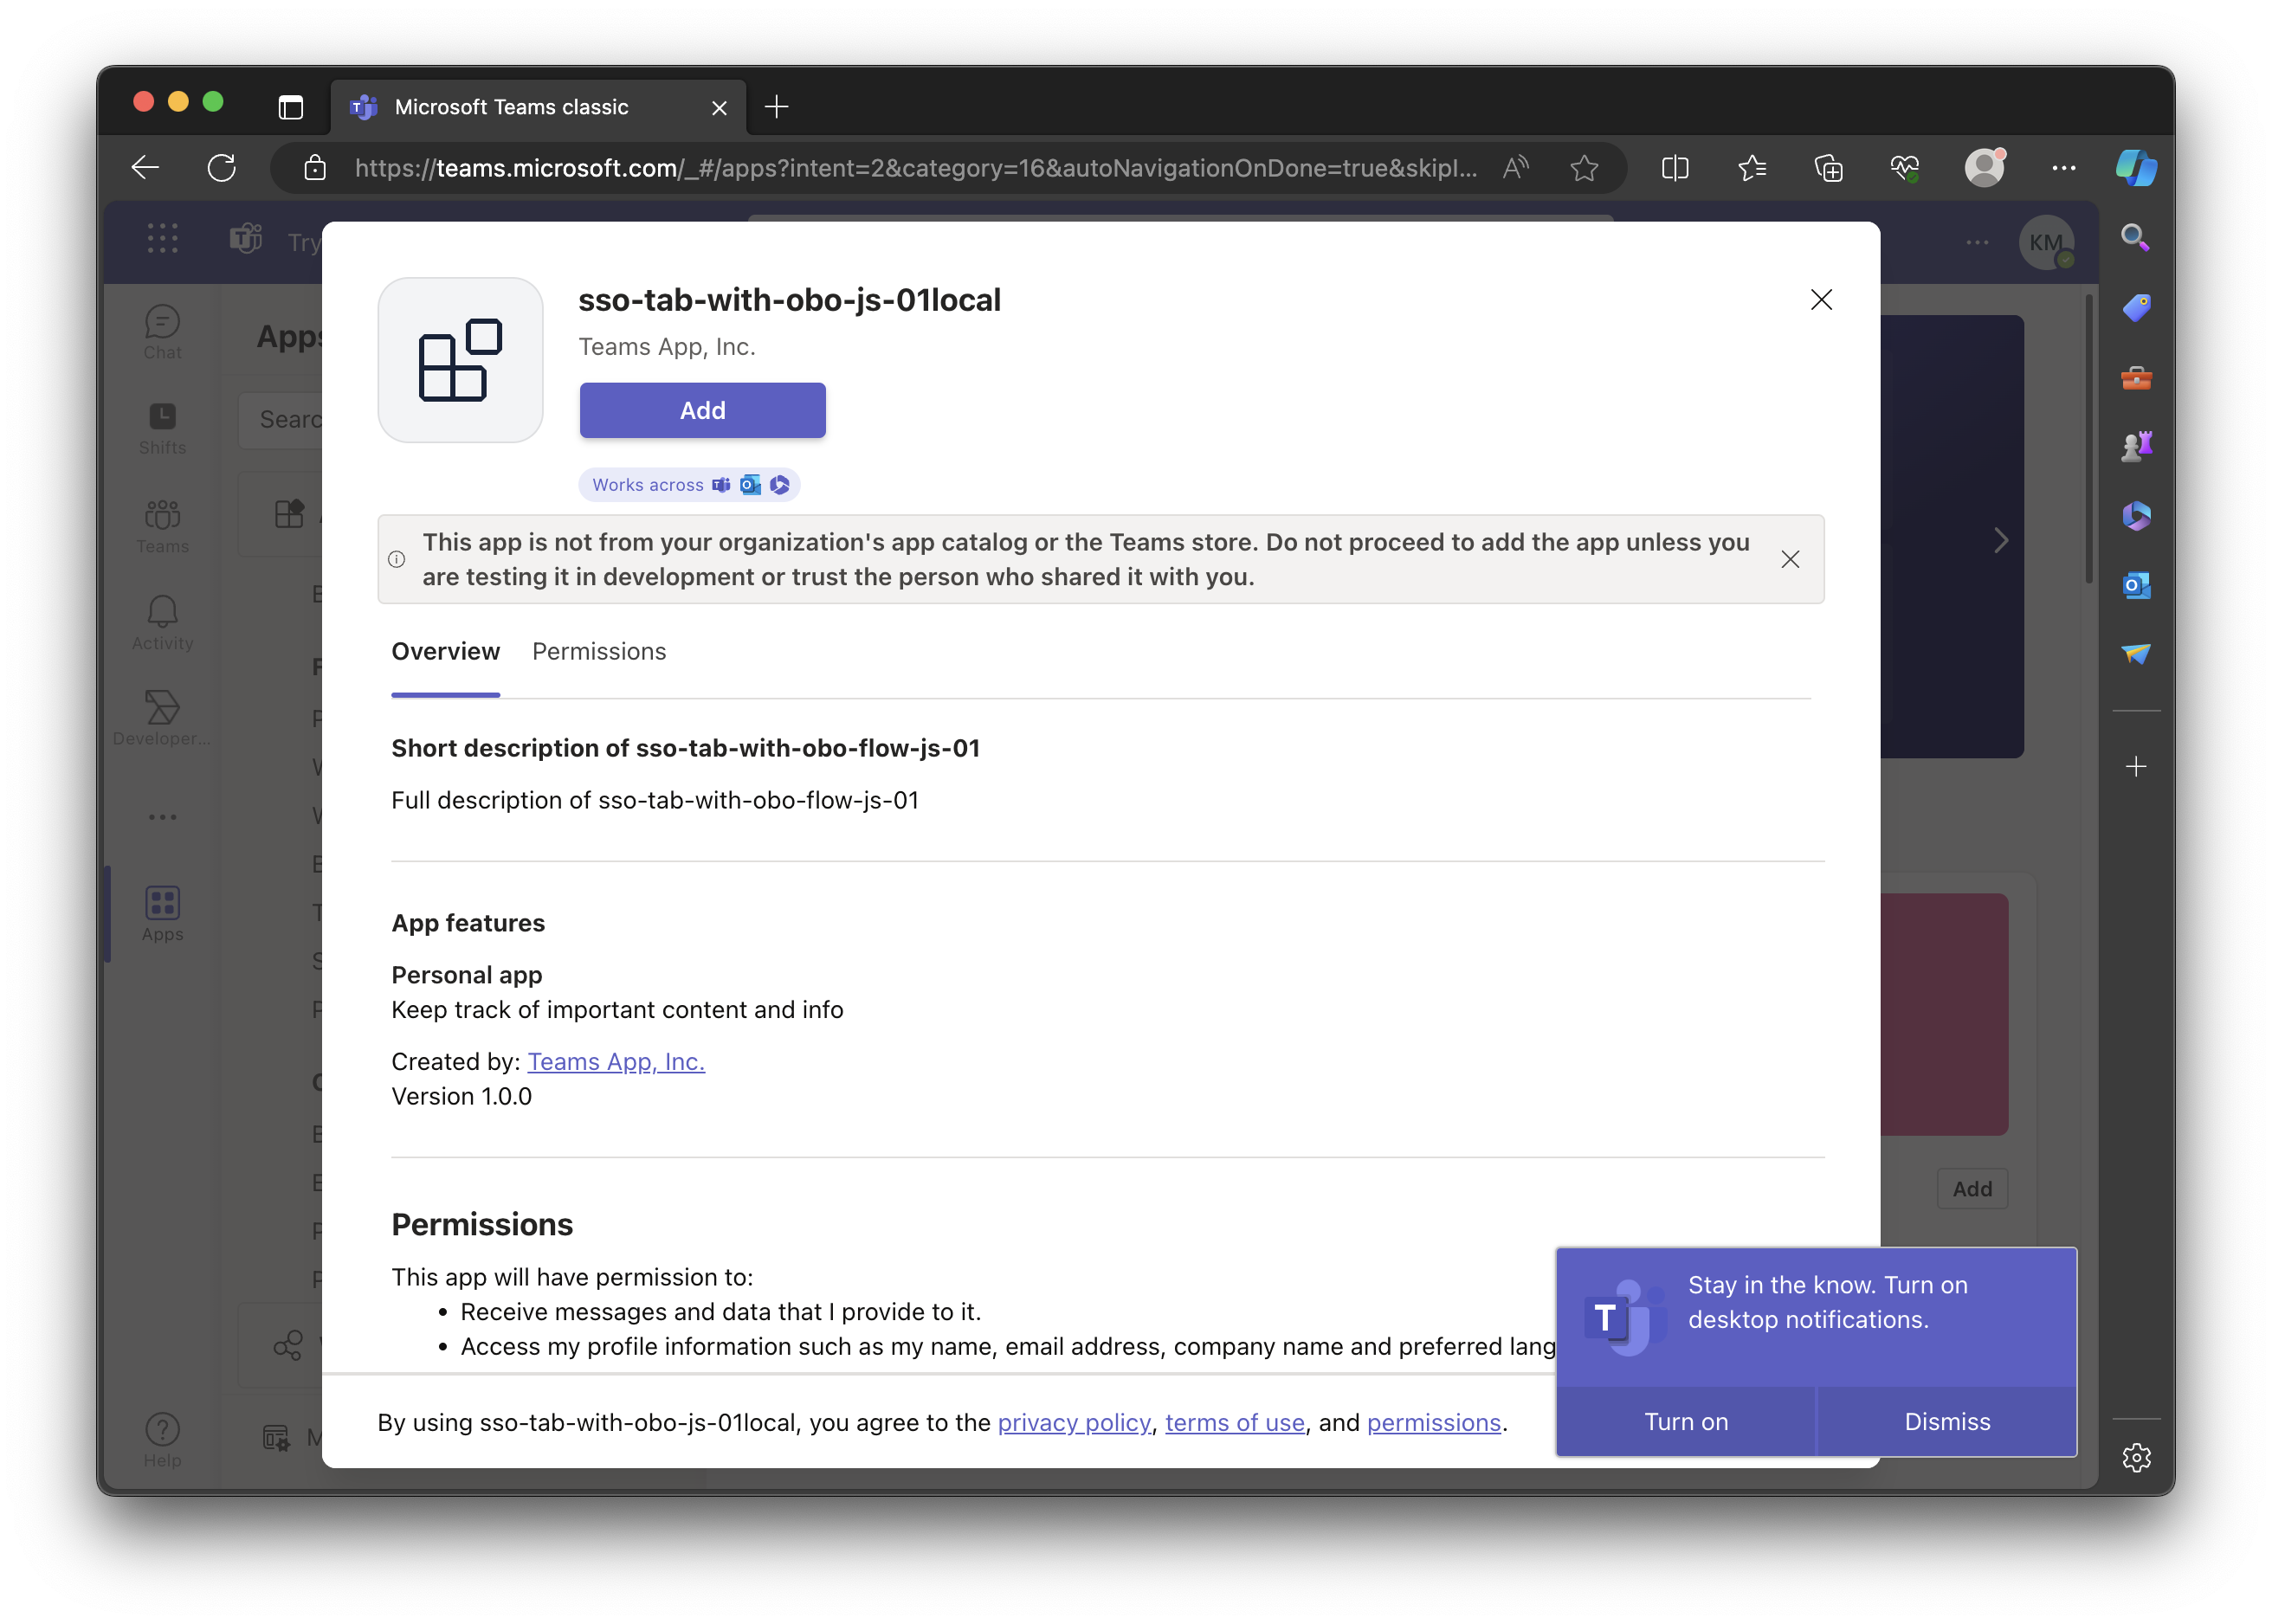 Microsoft Teams classic
https://teams.microsoft.com/_#/apps?intent=2&category=16&autoNavigationOnDone=true&skipI...
Try
KM
Chat
Shifts
Teams
Activity
Developer...
Apps
Help
Apps
Searc
sso-tab-with-obo-js-01local
Teams App, Inc.
Add
Works across
This app is not from your organization's app catalog or the Teams store. Do not proceed to add the app unless you
are testing it in development or trust the person who shared it with you.
Overview Permissions
Short description of sso-tab-with-obo-flow-js-01
Full description of sso-tab-with-obo-flow-js-01
App features
Personal app
Keep track of important content and info
Created by: Teams App, Inc.
Version 1.0.0
Permissions
This app will have permission to:
• Receive messages and data that I provide to it.
• Access my profile information such as my name, email address, company name and preferred lang
By using sso-tab-with-obo-js-01local, you agree to the privacy policy, terms of use, and permissions.
Add
Stay in the know. Turn on
desktop notifications.
Turn on
Dismiss